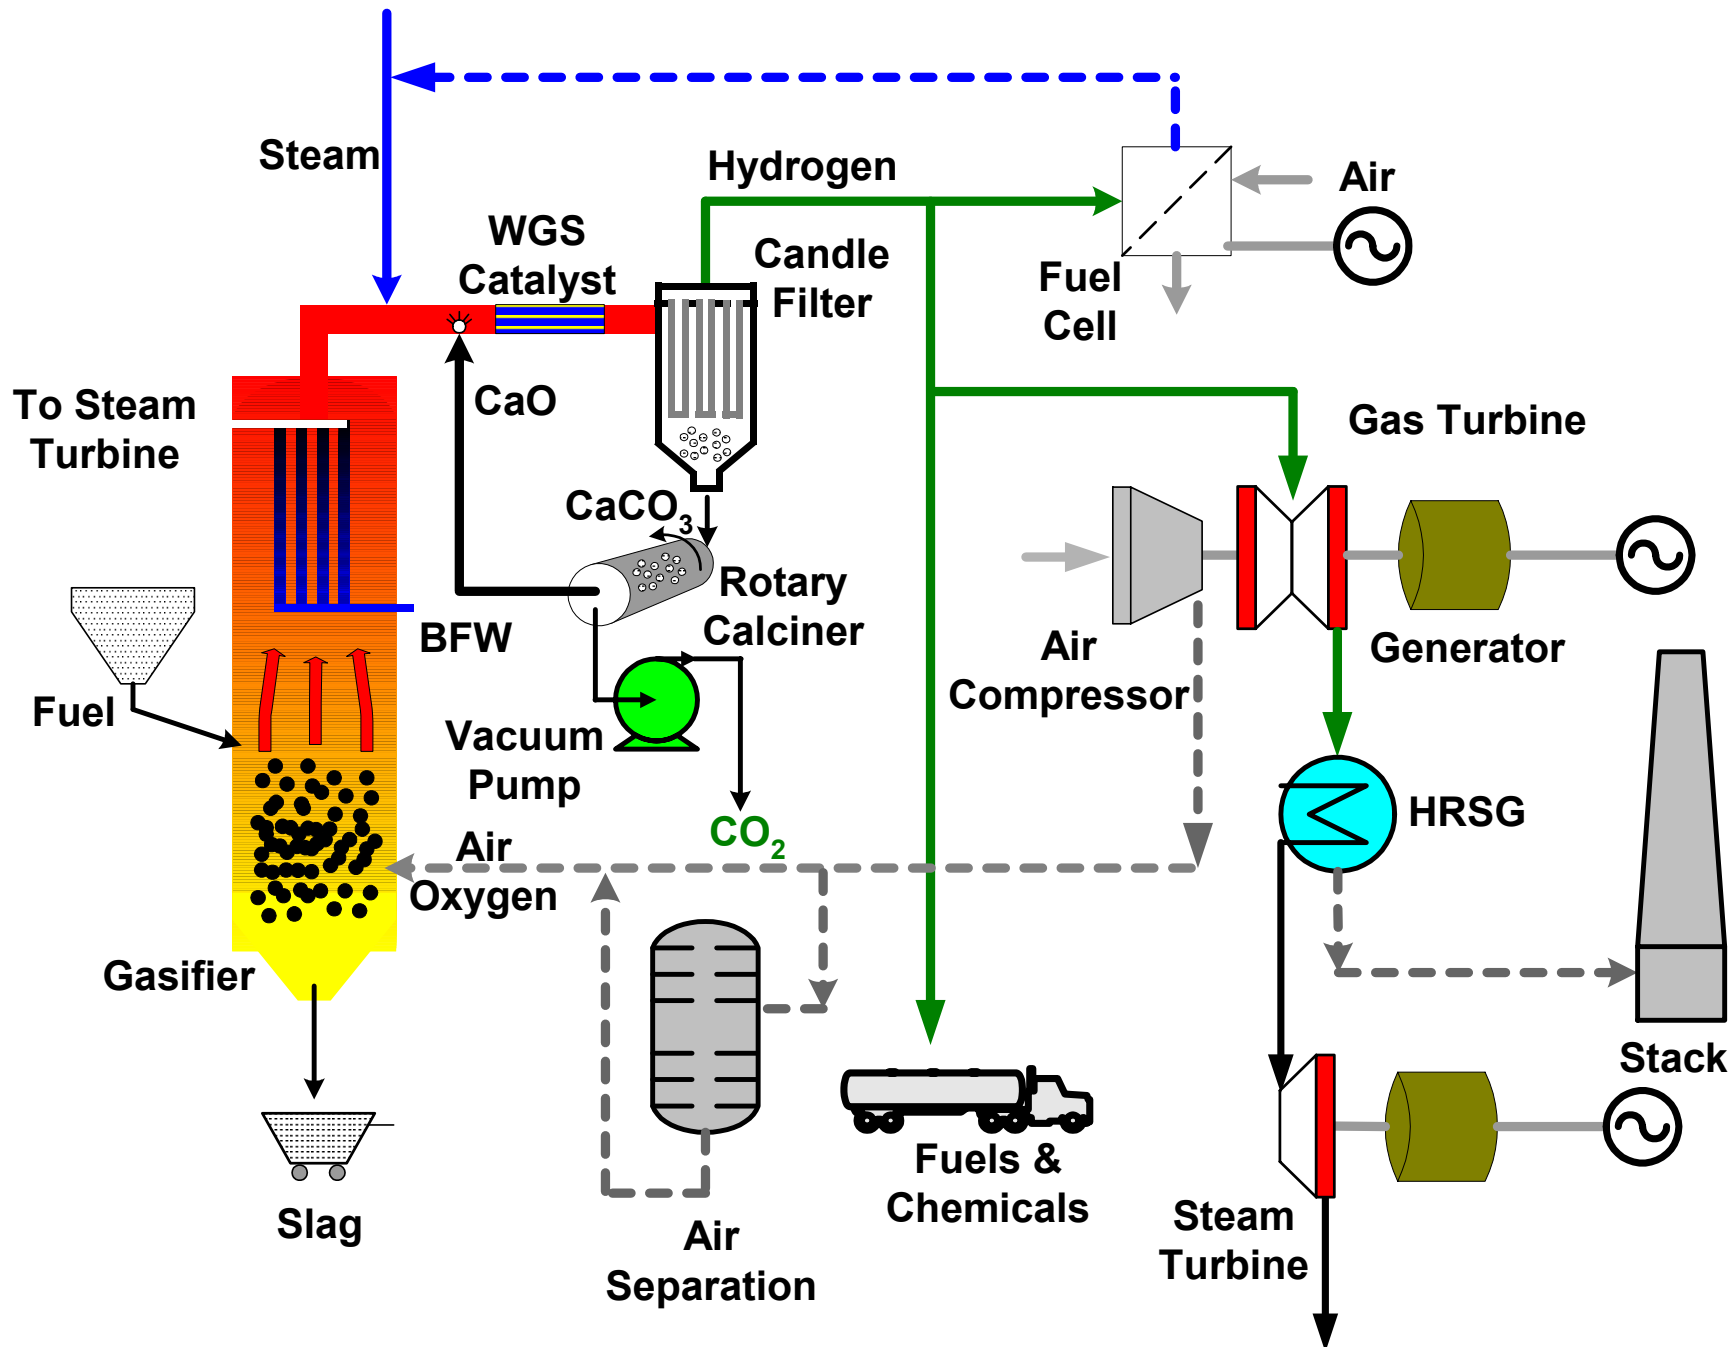 Steam
Hydrogen
Air
WGS
Catalyst
Candle
Filter
Fuel
Cell
To Steam
Turbine
CaO
Gas Turbine
CaCO₃
Rotary
Calciner
BFW
Fuel
Air
Compressor
Generator
Vacuum
Pump
CO₂
HRSG
Air
Oxygen
Gasifier
Stack
Fuels &
Chemicals
Slag
Air
Separation
Steam
Turbine